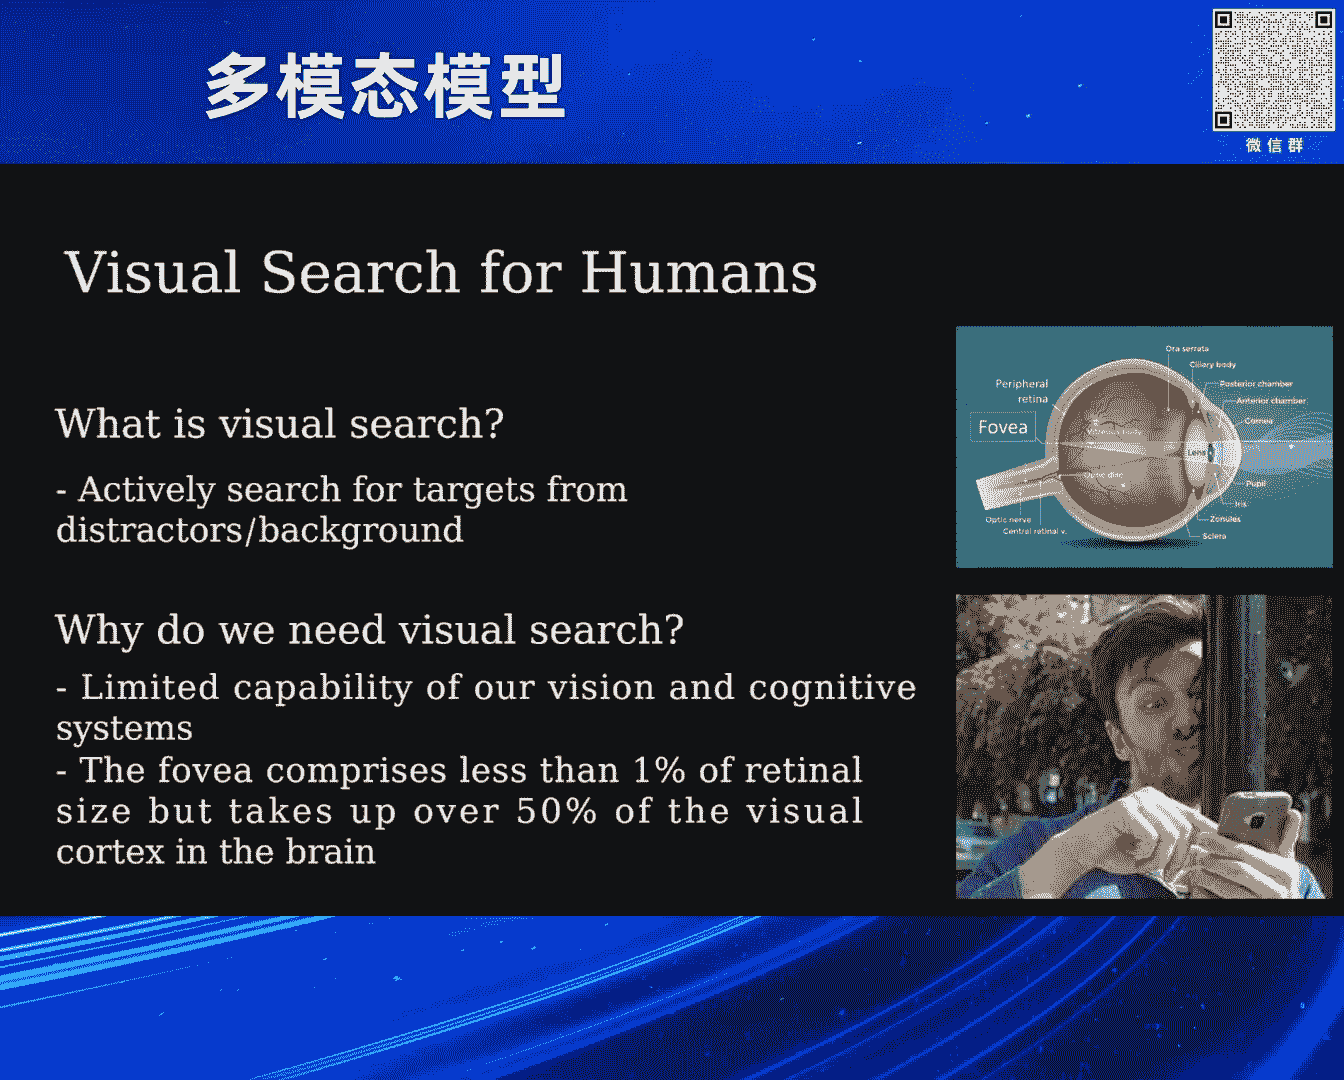 多模态模型
微信群
Visual Search for Humans
What is visual search?
- Actively search for targets from
distractors/background
Why do we need visual search?
- Limited capability of our vision and cognitive
systems
- The fovea comprises less than 1% of retinal
size but takes up over 50% of the visual
cortex in the brain
Ora serrata
Ciliary body
Posterior chamber
Anterior chamber
Cornea
Peripheral
retina
Fovea
Vitreous body
Lens
Optic disc
Pupil
Iris
Optic nerve
Zonules
Central retinal v.
Sclera
9